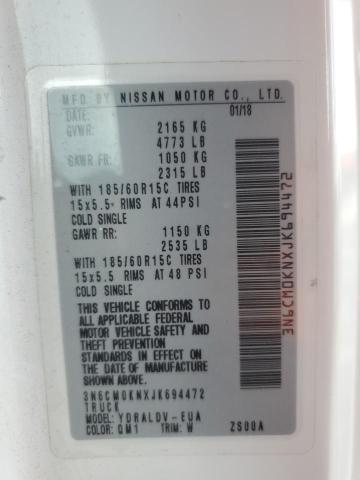 MFD BY NISSAN MOTOR CO., LTD.
DATE: 01/18
GVWR: 2165 KG
4773 LB
GAWR FR: 1050 KG
2315 LB
WITH 185/60R15C TIRES
15x5.5 RIMS AT 44PSI
COLD SINGLE
GAWR RR: 1150 KG
2535 LB
WITH 185/60R15C TIRES
15x5.5 RIMS AT 48 PSI
COLD SINGLE
THIS VEHICLE CONFORMS TO
ALL APPLICABLE FEDERAL
MOTOR VEHICLE SAFETY AND
THEFT PREVENTION
STANDARDS IN EFFECT ON
THE DATE OF MANUFACTURE
SHOWN ABOVE.
3N6CM0KNXJK694472
TRUCK
MODEL: YDRALDV-EUA
COLOR: QM1 TRIM: W ZS00A
3N6CM0KNXJK694472